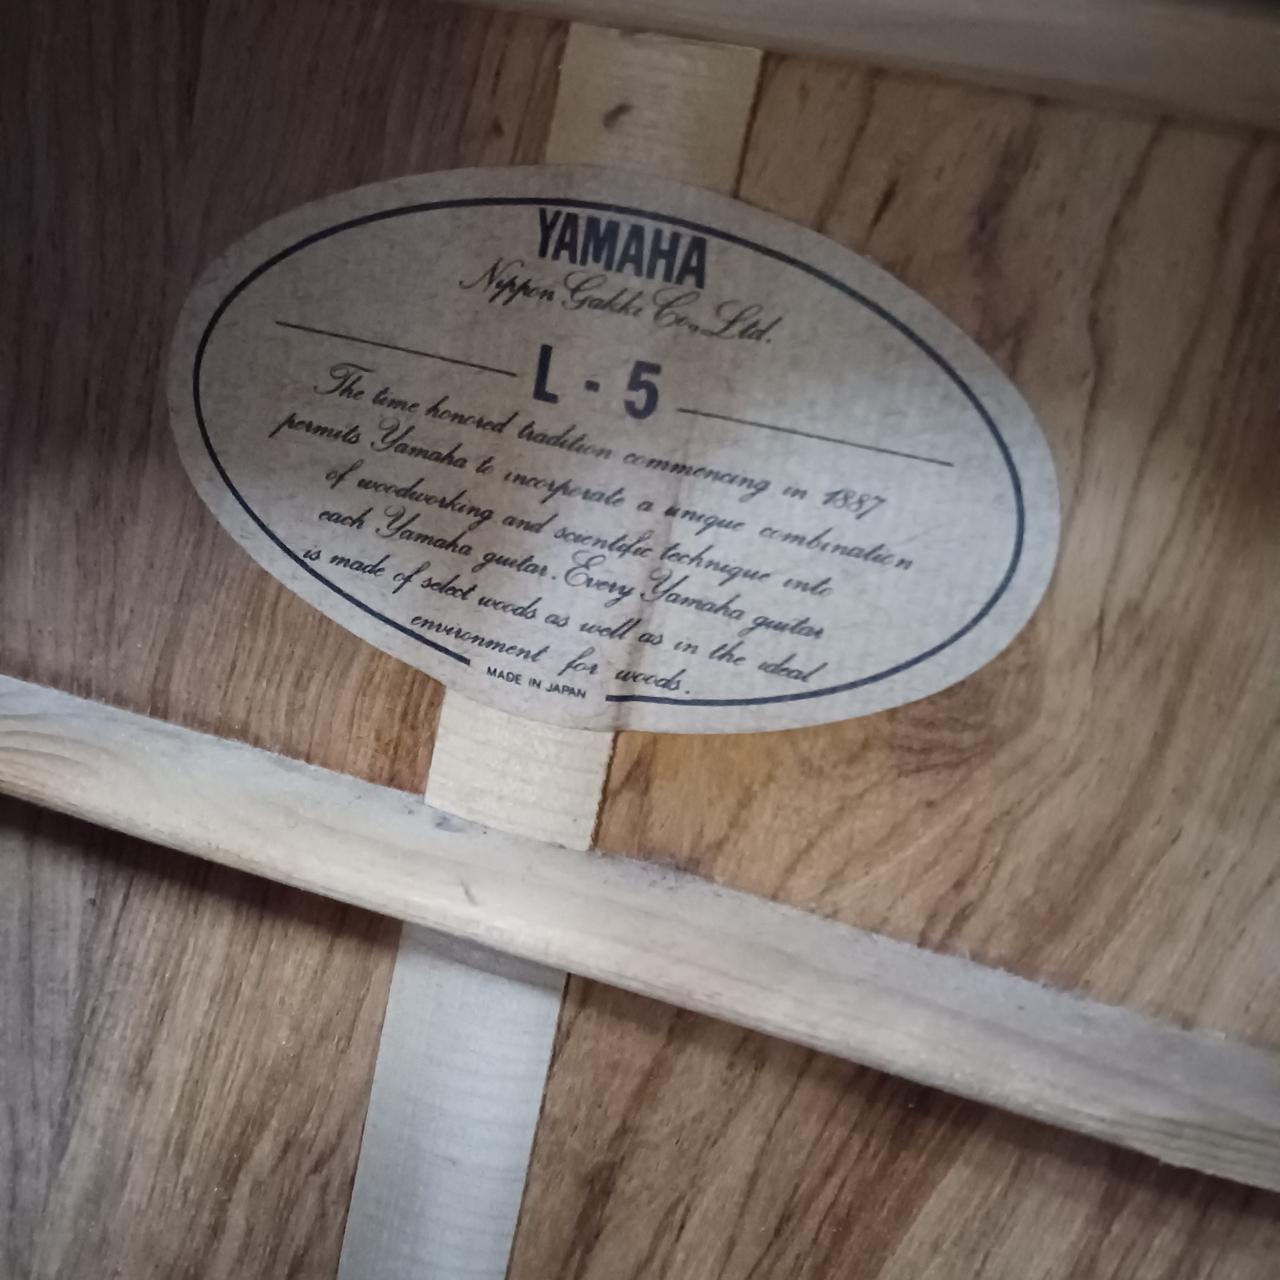 YAMAHA
Nippon Gakki Co., Ltd.
L - 5
The time honored tradition commencing in 1887
permits Yamaha to incorporate a unique combination
of woodworking and scientific technique into
each Yamaha guitar. Every Yamaha guitar
is made of select woods as well as in the ideal
environment for woods.
MADE IN JAPAN